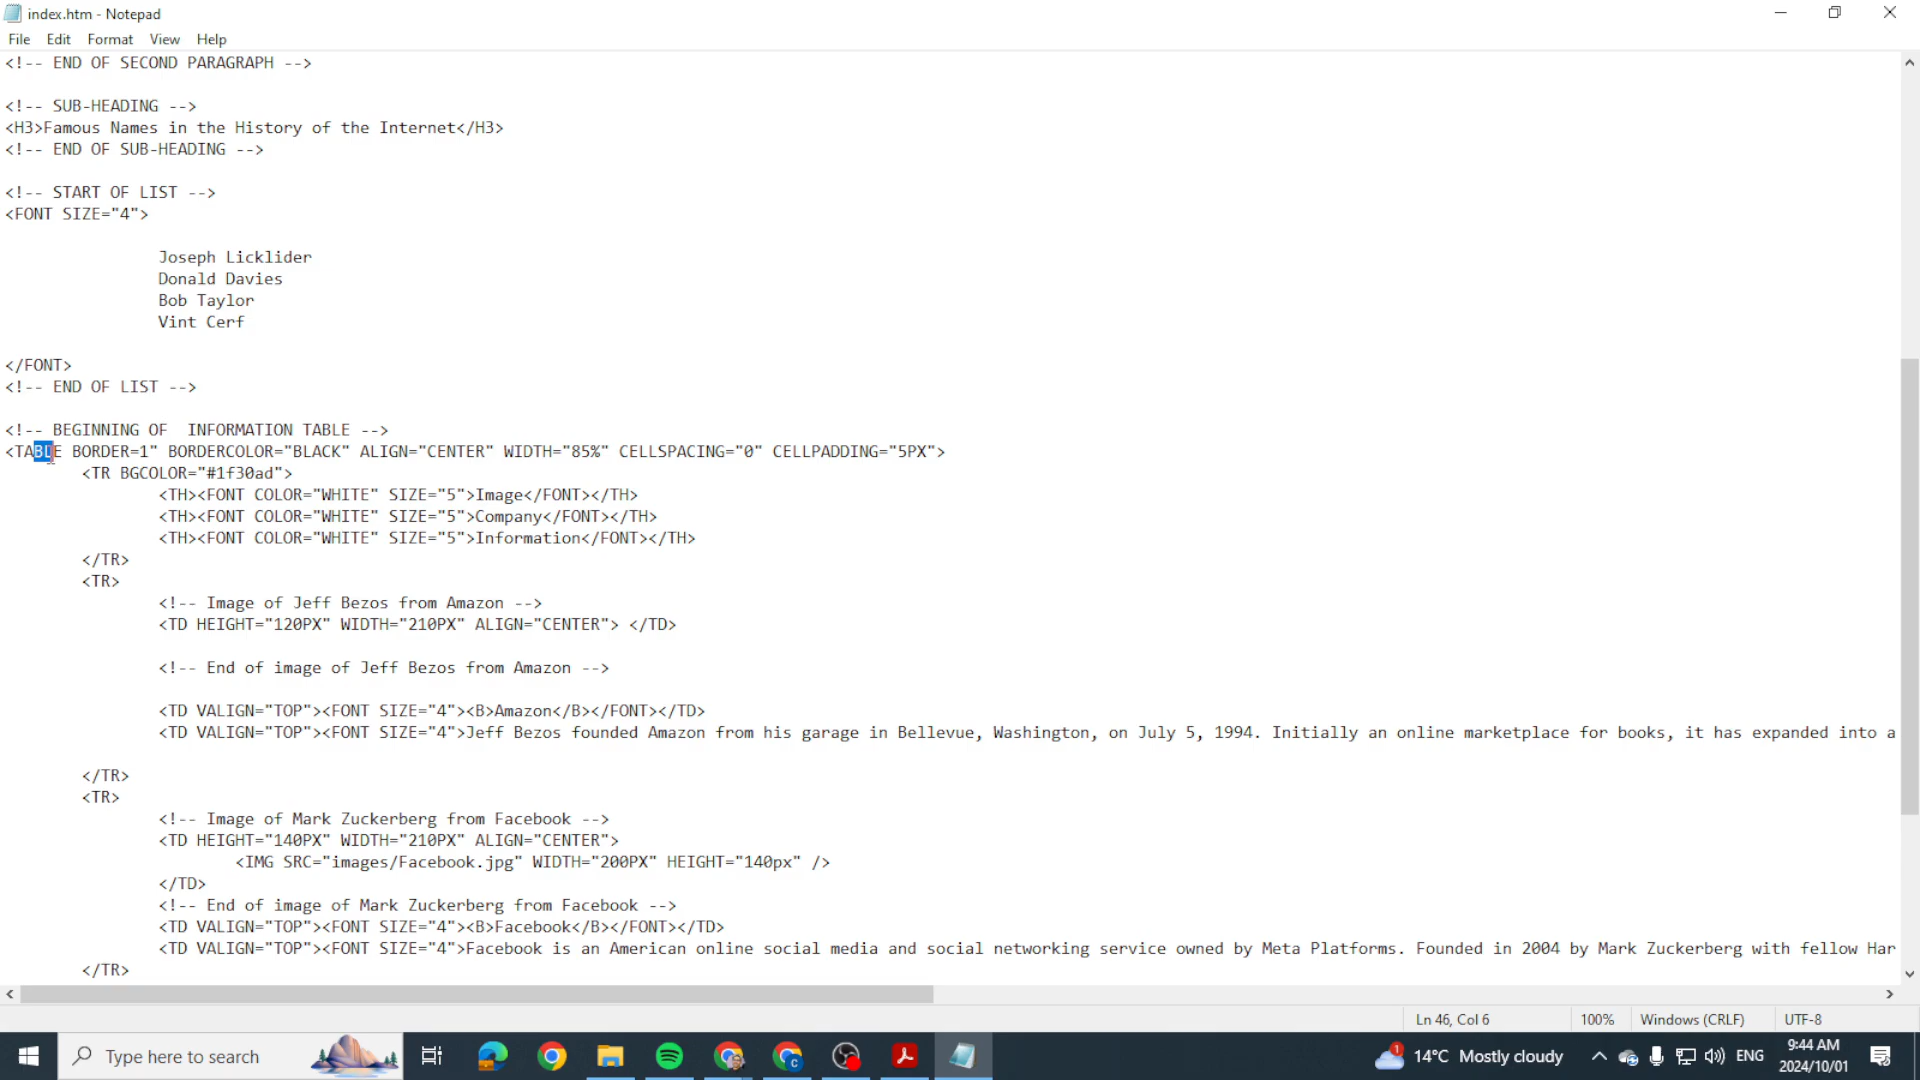 index.htm - Notepad
File Edit Format View Help
<!-- END OF SECOND PARAGRAPH -->
<!-- SUB-HEADING -->
<H3>Famous Names in the History of the Internet</H3>
<!-- END OF SUB-HEADING -->
<!-- START OF LIST -->
<FONT SIZE="4">
Joseph Licklider
Donald Davies
Bob Taylor
Vint Cerf
</FONT>
<!-- END OF LIST -->
<!-- BEGINNING OF  INFORMATION TABLE -->
<TABLE BORDER=1" BORDERCOLOR="BLACK" ALIGN="CENTER" WIDTH="85%" CELLSPACING="0" CELLPADDING="5PX">
<TR BGCOLOR="#1f30ad">
<TH><FONT COLOR="WHITE" SIZE="5">Image</FONT></TH>
<TH><FONT COLOR="WHITE" SIZE="5">Company</FONT></TH>
<TH><FONT COLOR="WHITE" SIZE="5">Information</FONT></TH>
</TR>
<TR>
<!-- Image of Jeff Bezos from Amazon -->
<TD HEIGHT="120PX" WIDTH="210PX" ALIGN="CENTER"> </TD>
<!-- End of image of Jeff Bezos from Amazon -->
<TD VALIGN="TOP"><FONT SIZE="4"><B>Amazon</B></FONT></TD>
<TD VALIGN="TOP"><FONT SIZE="4">Jeff Bezos founded Amazon from his garage in Bellevue, Washington, on July 5, 1994. Initially an online marketplace for books, it has expanded into a
</TR>
<TR>
<!-- Image of Mark Zuckerberg from Facebook -->
<TD HEIGHT="140PX" WIDTH="210PX" ALIGN="CENTER">
<IMG SRC="images/Facebook.jpg" WIDTH="200PX" HEIGHT="140px" />
</TD>
<!-- End of image of Mark Zuckerberg from Facebook -->
<TD VALIGN="TOP"><FONT SIZE="4"><B>Facebook</B></FONT></TD>
<TD VALIGN="TOP"><FONT SIZE="4">Facebook is an American online social media and social networking service owned by Meta Platforms. Founded in 2004 by Mark Zuckerberg with fellow Har
</TR>
Ln 46, Col 6 100% Windows (CRLF) UTF-8
Type here to search 1 14°C Mostly cloudy ENG 9:44 AM
2024/10/01